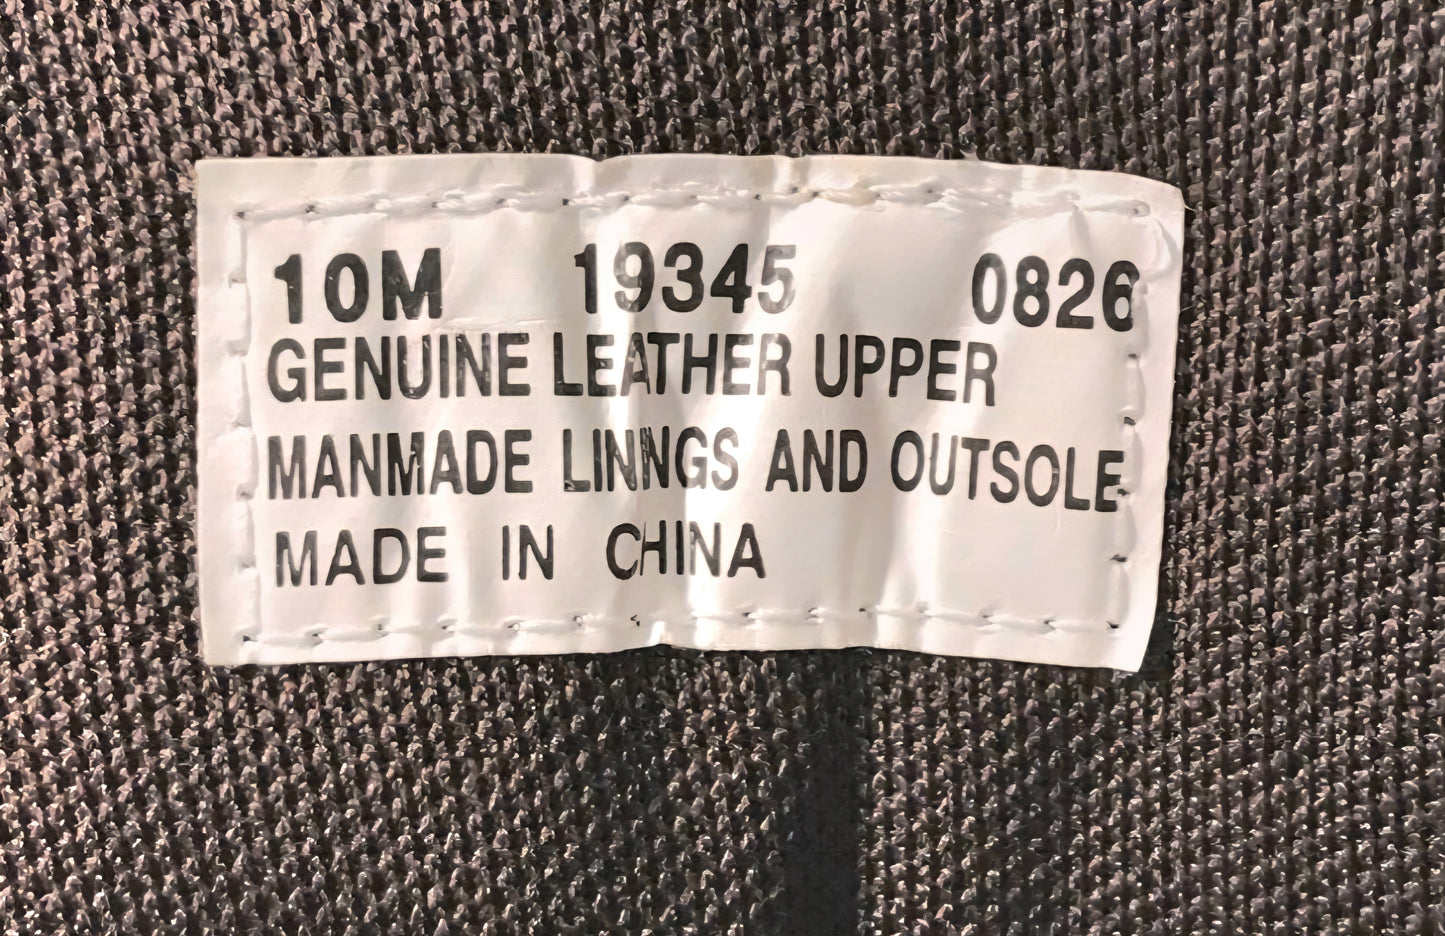 10M 19345 0826
GENUINE LEATHER UPPER
MANMADE LININGS AND OUTSOLE
MADE IN CHINA